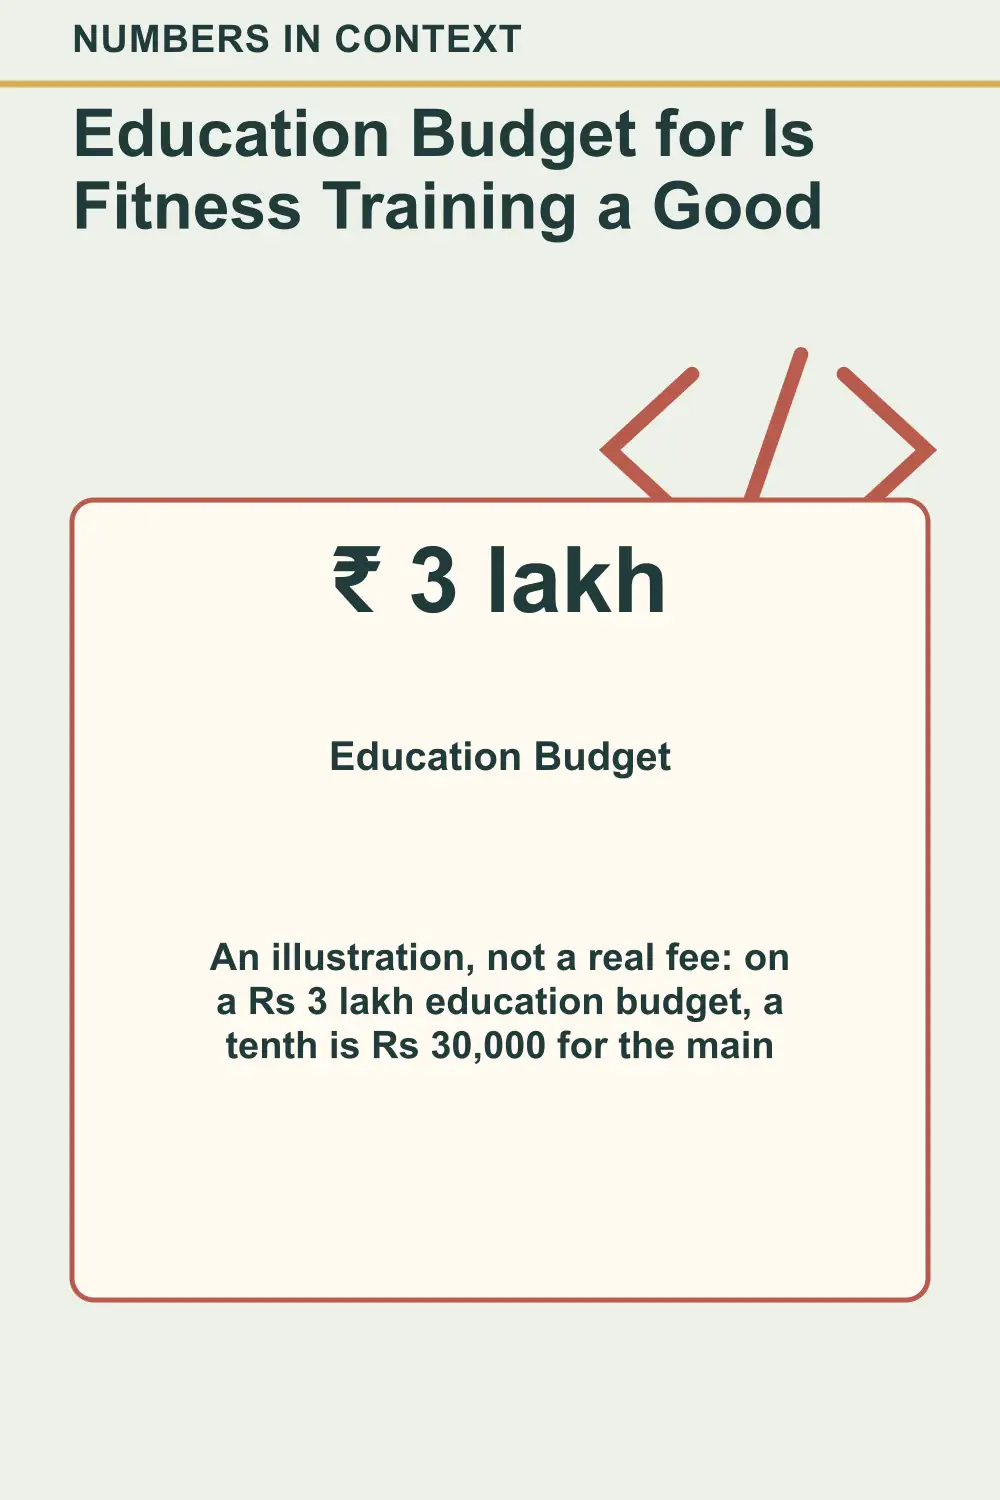 NUMBERS IN CONTEXT
Education Budget for Is
Fitness Training a Good
₹ 3 lakh
Education Budget
An illustration, not a real fee: on
a Rs 3 lakh education budget, a
tenth is Rs 30,000 for the main